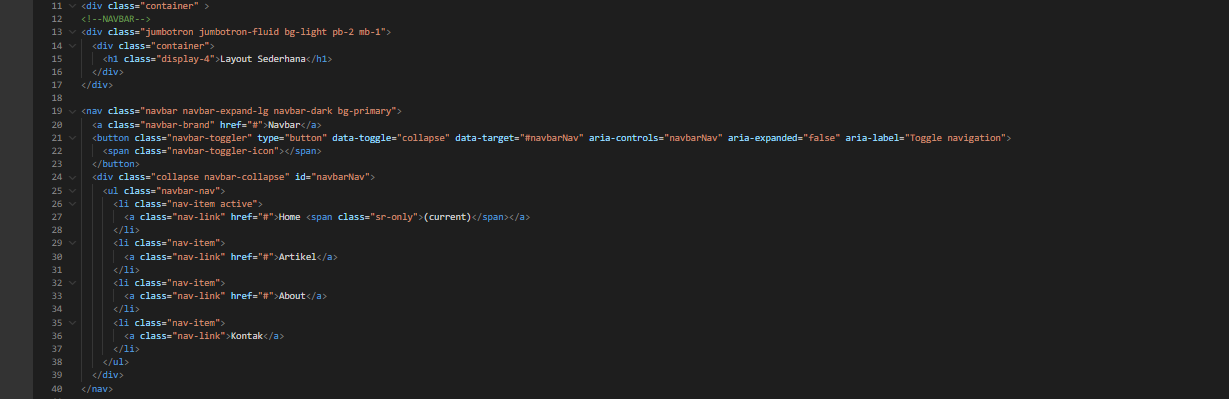 11 <div class="container" >
12 <!--NAVBAR-->
13 <div class="jumbotron jumbotron-fluid bg-light pb-2 mb-1">
14   <div class="container">
15     <h1 class="display-4">Layout Sederhana</h1>
16   </div>
17 </div>
18
19 <nav class="navbar navbar-expand-lg navbar-dark bg-primary">
20   <a class="navbar-brand" href="#">Navbar</a>
21   <button class="navbar-toggler" type="button" data-toggle="collapse" data-target="#navbarNav" aria-controls="navbarNav" aria-expanded="false" aria-label="Toggle navigation">
22     <span class="navbar-toggler-icon"></span>
23   </button>
24   <div class="collapse navbar-collapse" id="navbarNav">
25     <ul class="navbar-nav">
26       <li class="nav-item active">
27         <a class="nav-link" href="#">Home <span class="sr-only">(current)</span></a>
28       </li>
29       <li class="nav-item">
30         <a class="nav-link" href="#">Artikel</a>
31       </li>
32       <li class="nav-item">
33         <a class="nav-link" href="#">About</a>
34       </li>
35       <li class="nav-item">
36         <a class="nav-link">Kontak</a>
37       </li>
38     </ul>
39   </div>
40 </nav>